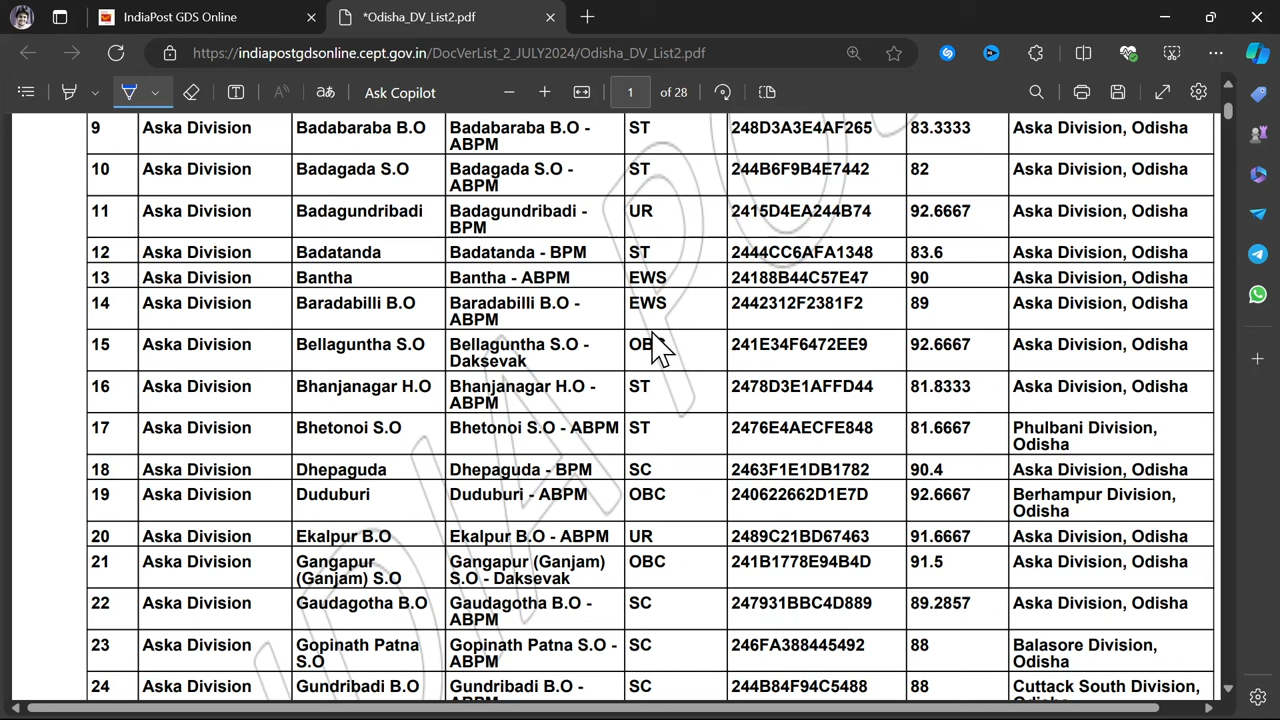 IndiaPost GDS Online
*Odisha_DV_List2.pdf
https://indiapostgdsonline.cept.gov.in/DocVerList_2_JULY2024/Odisha_DV_List2.pdf
Ask Copilot
1 of 28
9 Aska Division Badabaraba B.O Badabaraba B.O - ST 248D3A3E4AF265 83.3333 Aska Division, Odisha
ABPM
10 Aska Division Badagada S.O Badagada S.O - ST 244B6F9B4E7442 82 Aska Division, Odisha
ABPM
11 Aska Division Badagundribadi Badagundribadi - UR 2415D4EA244B74 92.6667 Aska Division, Odisha
BPM
12 Aska Division Badatanda Badatanda - BPM ST 2444CC6AFA1348 83.6 Aska Division, Odisha
13 Aska Division Bantha Bantha - ABPM EWS 24188B44C57E47 90 Aska Division, Odisha
14 Aska Division Baradabilli B.O Baradabilli B.O - EWS 2442312F2381F2 89 Aska Division, Odisha
ABPM
15 Aska Division Bellaguntha S.O Bellaguntha S.O - OBC 241E34F6472EE9 92.6667 Aska Division, Odisha
Daksevak
16 Aska Division Bhanjanagar H.O Bhanjanagar H.O - ST 2478D3E1AFFD44 81.8333 Aska Division, Odisha
ABPM
17 Aska Division Bhetonoi S.O Bhetonoi S.O - ABPM ST 2476E4AECFE848 81.6667 Phulbani Division,
Odisha
18 Aska Division Dhepaguda Dhepaguda - BPM SC 2463F1E1DB1782 90.4 Aska Division, Odisha
19 Aska Division Duduburi Duduburi - ABPM OBC 240622662D1E7D 92.6667 Berhampur Division,
Odisha
20 Aska Division Ekalpur B.O Ekalpur B.O - ABPM UR 2489C21BD67463 91.6667 Aska Division, Odisha
21 Aska Division Gangapur Gangapur (Ganjam) OBC 241B1778E94B4D 91.5 Aska Division, Odisha
(Ganjam) S.O S.O - Daksevak
22 Aska Division Gaudagotha B.O Gaudagotha B.O - SC 247931BBC4D889 89.2857 Aska Division, Odisha
ABPM
23 Aska Division Gopinath Patna Gopinath Patna S.O - SC 246FA388445492 88 Balasore Division,
S.O ABPM Odisha
24 Aska Division Gundribadi B.O Gundribadi B.O - SC 244B84F94C5488 88 Cuttack South Division,